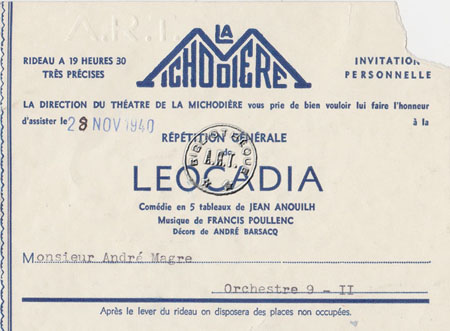 A.R.T.
LA
MICHODIÈRE
RIDEAU A 19 HEURES 30
TRÈS PRÉCISES
INVITATION
PERSONNELLE
LA DIRECTION DU THÉATRE DE LA MICHODIÈRE vous prie de bien vouloir lui faire l'honneur
d'assister le 28 NOV 1940 à la
RÉPÉTITION GÉNÉRALE
de
BIBLIOTHÈQUE
A.R.T.
LEOCADIA
Comédie en 5 tableaux de JEAN ANOUILH
Musique de FRANCIS POULLENC
Décors de ANDRÉ BARSACQ
Monsieur André Magre
Orchestre 9 - II
Après le lever du rideau on disposera des places non occupées.